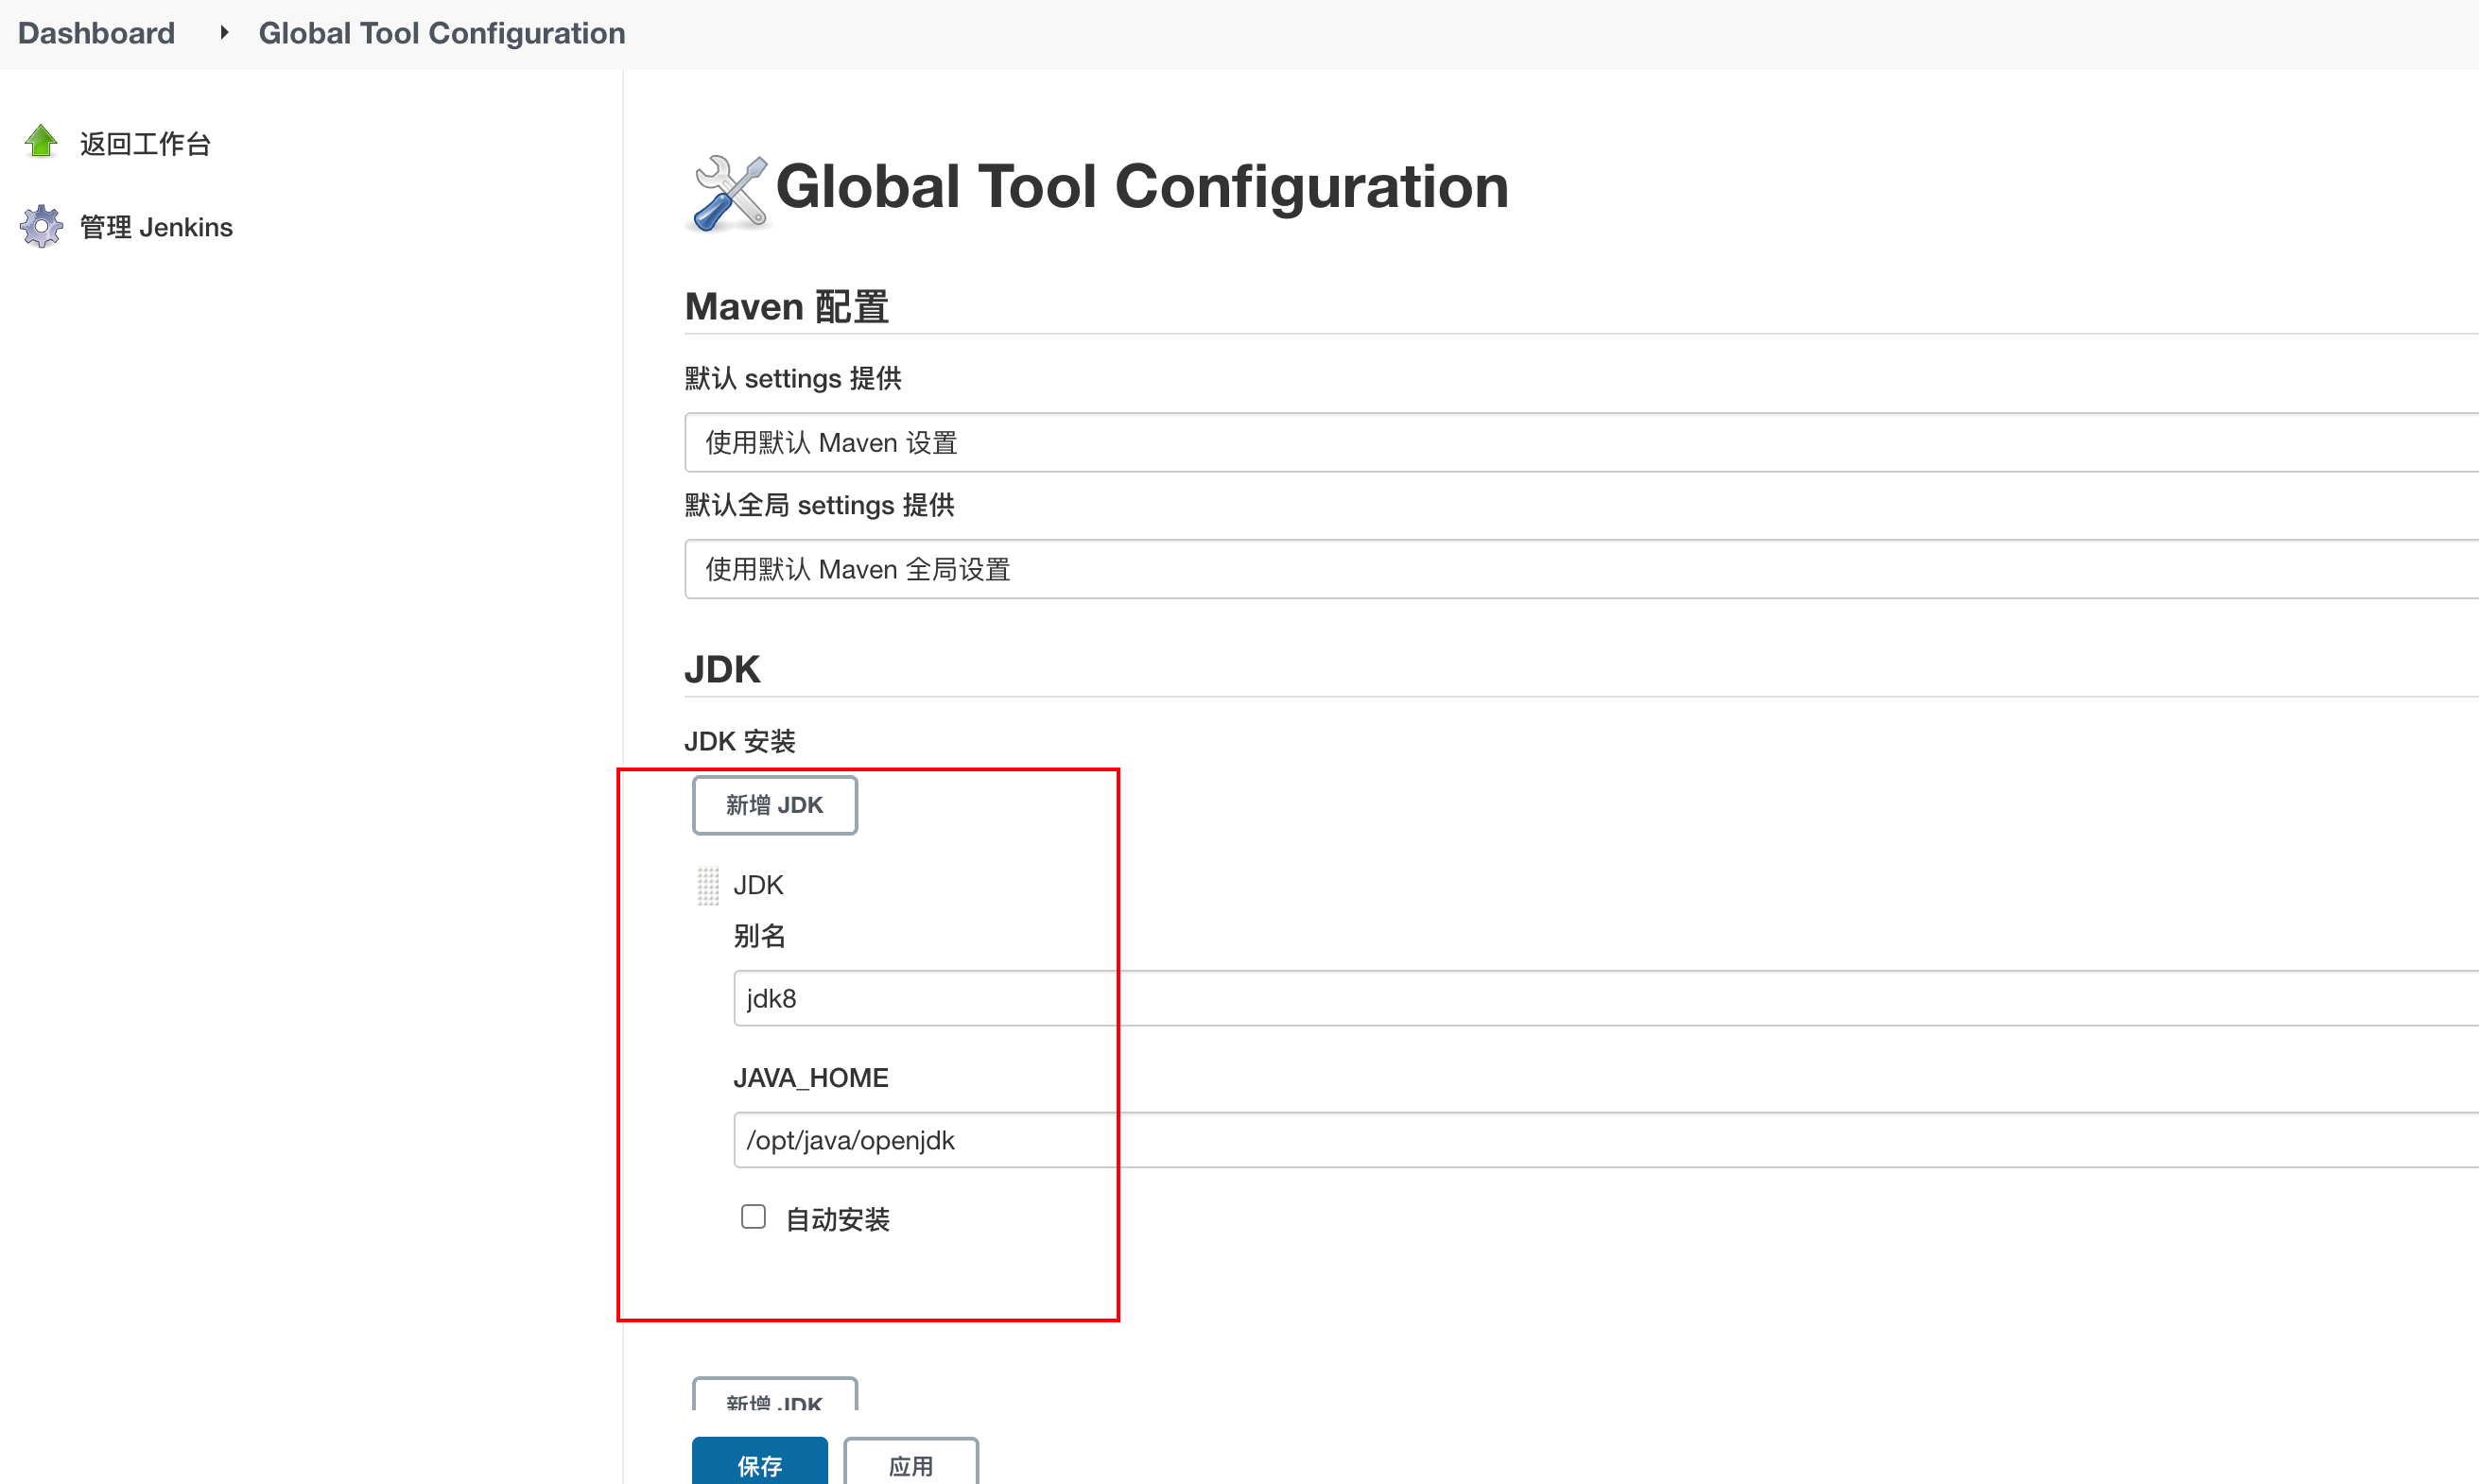 Dashboard
Global Tool Configuration
返回工作台
管理 Jenkins
Global Tool Configuration
Maven 配置
默认 settings 提供
使用默认 Maven 设置
默认全局 settings 提供
使用默认 Maven 全局设置
JDK
JDK 安装
新增 JDK
JDK
别名
jdk8
JAVA_HOME
/opt/java/openjdk
自动安装
新增 JDK
保存
应用